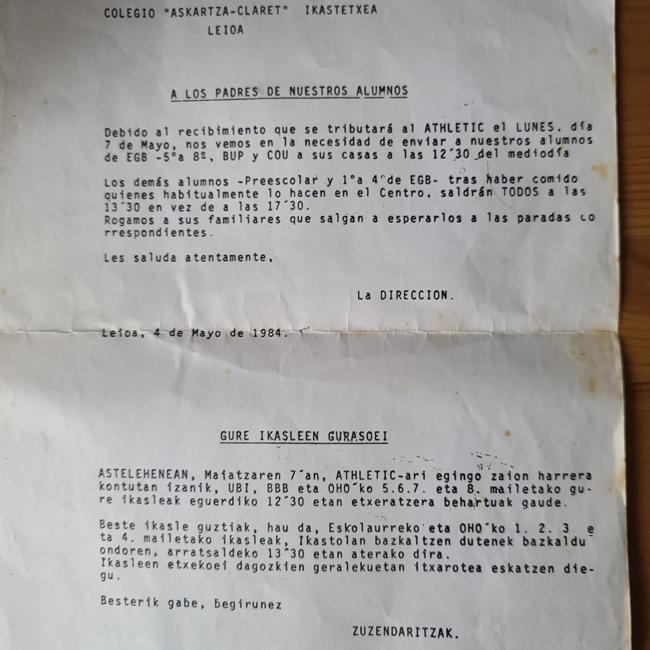 COLEGIO "ASKARTZA-CLARET" IKASTETXEA
LEIOA
A LOS PADRES DE NUESTROS ALUMNOS
Debido al recibimiento que se tributará al ATHLETIC el LUNES, día
7 de Mayo, nos vemos en la necesidad de enviar a nuestros alumnos
de EGB -5ºa 8º, BUP y COU a sus casas a las 12´30 del mediodía
Los demás alumnos -Preescolar y 1ºa 4ºde EGB- tras haber comido
quienes habitualmente lo hacen en el Centro, saldrán TODOS a las
13´30 en vez de a las 17´30.
Rogamos a sus familiares que salgan a esperarlos a las paradas co
rrespondientes.
Les saluda atentamente,
La DIRECCION.
Leioa, 4 de Mayo de 1984.
GURE IKASLEEN GURASOEI
ASTELEHENEAN, Maiatzaren 7´an, ATHLETIC-ari egingo zaion harrera
kontutan izanik, UBI, BBB eta OHO´ko 5.6.7. eta 8. mailetako gu-
re ikasleak eguerdiko 12´30 etan etxeratzera behartuak gaude.
Beste ikasle guztiak, hau da, Eskolaurreko eta OHO´ko 1. 2. 3 e
ta 4. mailetako ikasleak, Ikastolan bazkaltzen dutenek bazkaldu
ondoren, arratsaldeko 13´30 etan aterako dira.
Ikasleen etxekoei dagozkien geralekuetan itxarotea eskatzen die-
gu.
Besterik gabe, begirunez
ZUZENDARITZAK.